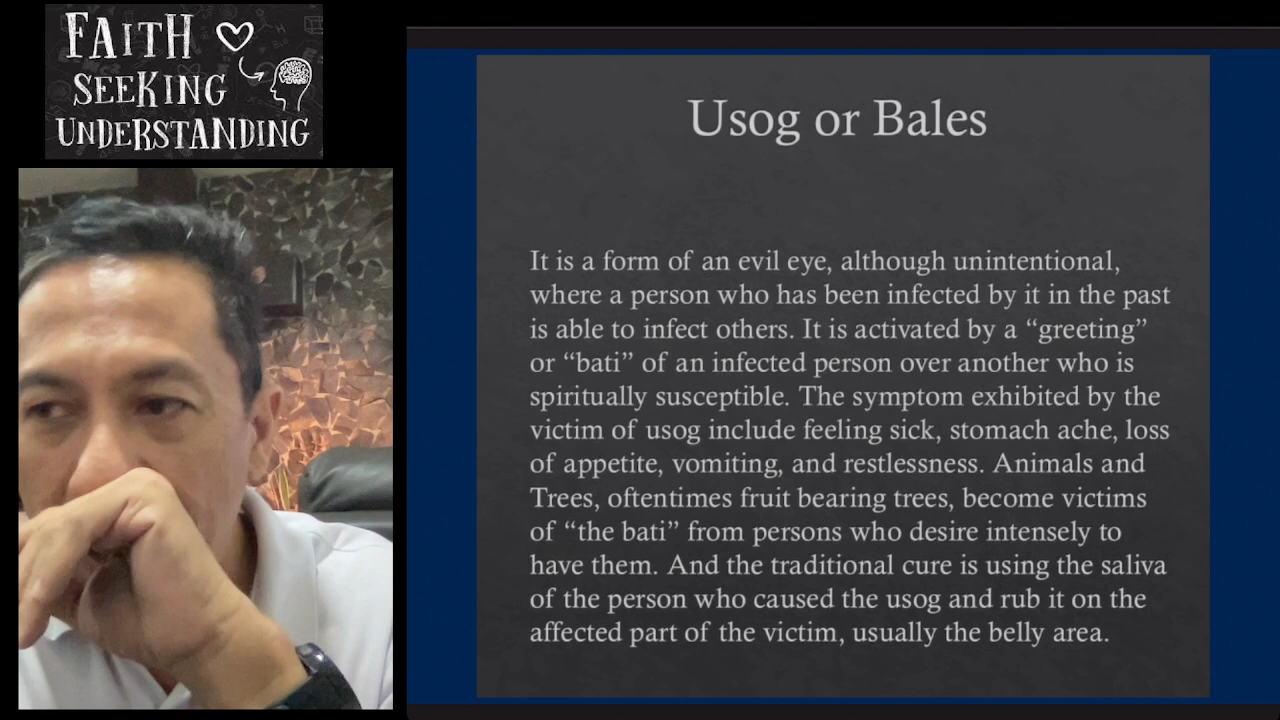 FAITH
SEEKING
UNDERSTANDING
Usog or Bales
It is a form of an evil eye, although unintentional,
where a person who has been infected by it in the past
is able to infect others. It is activated by a “greeting”
or “bati” of an infected person over another who is
spiritually susceptible. The symptom exhibited by the
victim of usog include feeling sick, stomach ache, loss
of appetite, vomiting, and restlessness. Animals and
Trees, oftentimes fruit bearing trees, become victims
of “the bati” from persons who desire intensely to
have them. And the traditional cure is using the saliva
of the person who caused the usog and rub it on the
affected part of the victim, usually the belly area.